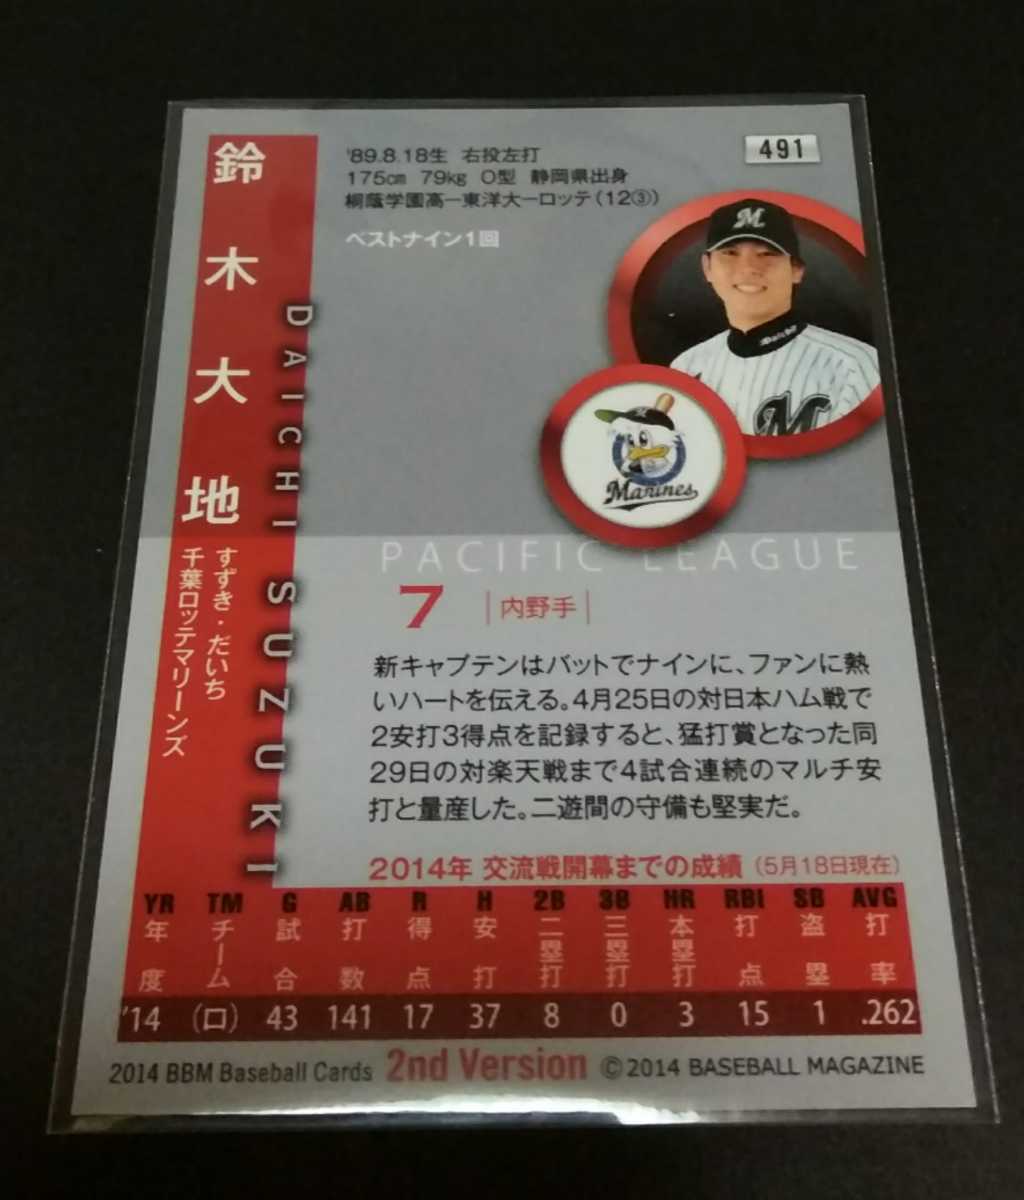 鈴木大地
DAICHI SUZUKI
すずき・だいち
千葉ロッテマリーンズ
'89.8.18生 右投左打
175cm 79kg O型 静岡県出身
桐蔭学園高ー東洋大ーロッテ(12③)
ベストナイン1回
491
M
Daichi
M
Marines
PACIFIC LEAGUE
7 |内野手|
新キャプテンはバットでナインに、ファンに熱
いハートを伝える。4月25日の対日本ハム戦で
2安打3得点を記録すると、猛打賞となった同
29日の対楽天戦まで4試合連続のマルチ安
打と量産した。二遊間の守備も堅実だ。
2014年 交流戦開幕までの成績(5月18日現在)
YR TM G AB R H 2B 3B HR RBI SB AVG
年度 チーム 試合 打数 得点 安打 二塁打 三塁打 本塁打 打点 盗塁 打率
'14 (ロ) 43 141 17 37 8 0 3 15 1 .262
2014 BBM Baseball Cards 2nd Version ©2014 BASEBALL MAGAZINE